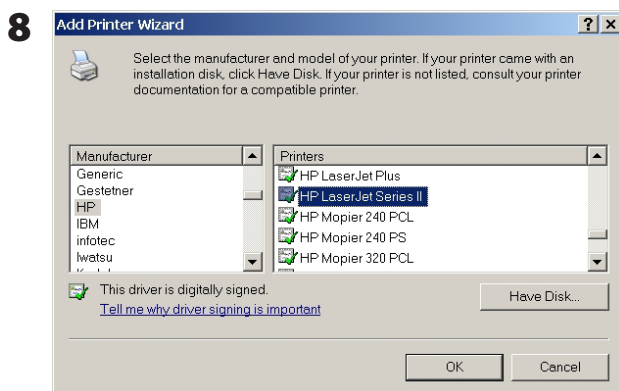 8
Add Printer Wizard
Select the manufacturer and model of your printer. If your printer came with an
installation disk, click Have Disk. If your printer is not listed, consult your printer
documentation for a compatible printer.
Manufacturer
Printers
Generic
Gestetner
HP
IBM
infotec
Iwatsu
HP LaserJet Plus
HP LaserJet Series II
HP Mopier 240 PCL
HP Mopier 240 PS
HP Mopier 320 PCL
This driver is digitally signed.
Tell me why driver signing is important
Have Disk...
OK
Cancel